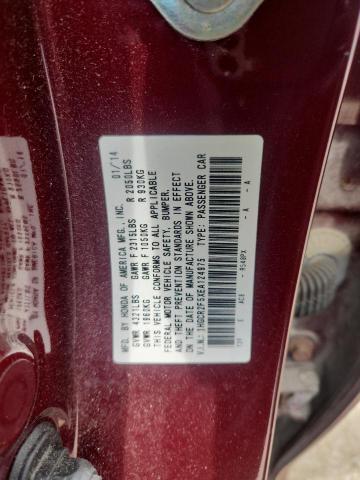 MFD. BY HONDA OF AMERICA MFG., INC. 01/14
GVWR 4321LBS GAWR F 2315LBS R 2050LBS
GVWR 1960KG GAWR F 1050KG R 930KG
THIS VEHICLE CONFORMS TO ALL APPLICABLE
FEDERAL MOTOR VEHICLE SAFETY, BUMPER,
AND THEFT PREVENTION STANDARDS IN EFFECT
ON THE DATE OF MANUFACTURE SHOWN ABOVE.
V.I.N.: 1HGCR2F5XEA124975 TYPE: PASSENGER CAR
E ACB - R548PX - A - A